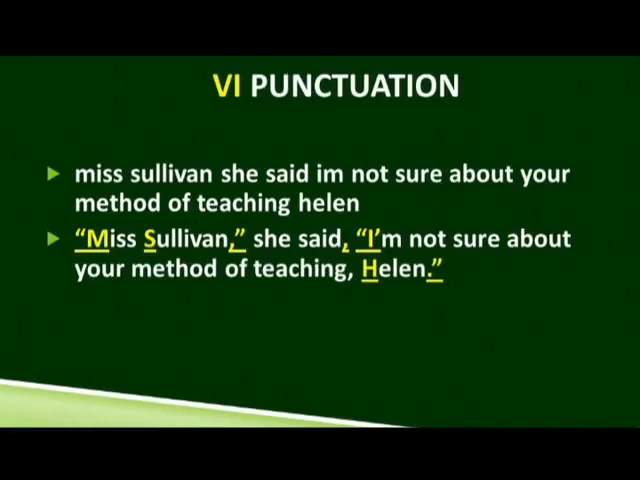 VI PUNCTUATION
miss sullivan she said im not sure about your
method of teaching helen
“Miss Sullivan,” she said, “I’m not sure about
your method of teaching, Helen.”